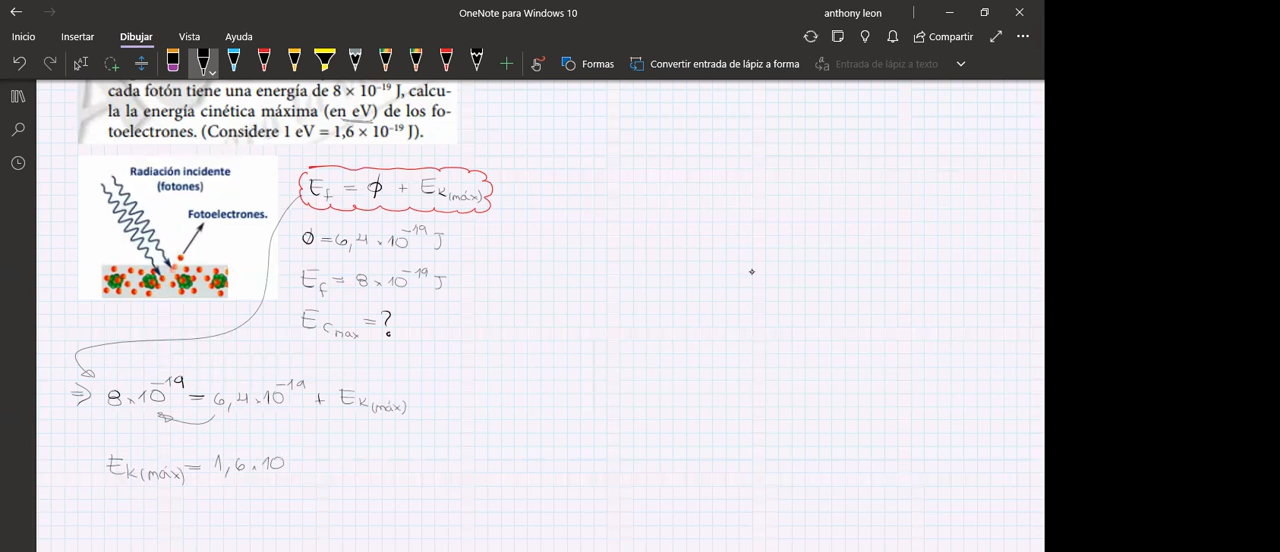 OneNote para Windows 10
anthony leon
Inicio Insertar Dibujar Vista Ayuda
Compartir
Formas Convertir entrada de lápiz a forma Entrada de lápiz a texto
cada fotón tiene una energía de 8 × 10⁻¹⁹ J, calcu-
la la energía cinética máxima (en eV) de los fo-
toelectrones. (Considere 1 eV = 1,6 × 10⁻¹⁹ J).
Radiación incidente
(fotones)
Fotoelectrones.
E_f = ϕ + E_K(máx)
ϕ = 6,4 × 10⁻¹⁹ J
E_f = 8 × 10⁻¹⁹ J
E_c max = ?
⇒ 8 × 10⁻¹⁹ = 6,4 × 10⁻¹⁹ + E_K(máx)
E_K(máx) = 1,6 × 10